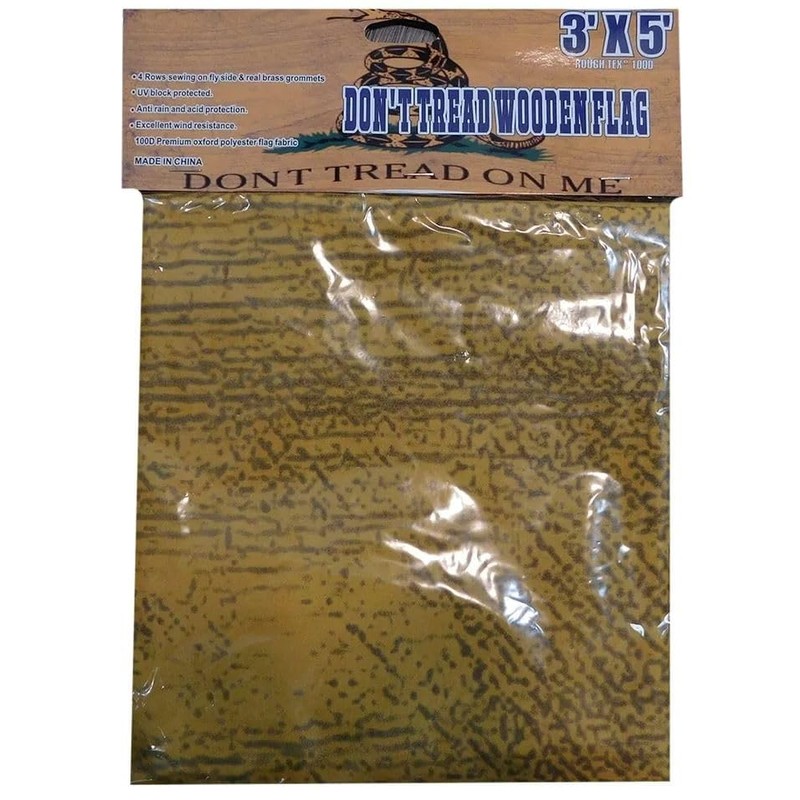 3' X 5'
ROUGH TEX™ 100D
• 4 Rows sewing on fly side & real brass grommets
• UV block protected.
• Anti rain and acid protection.
• Excellent wind resistance.
100D Premium oxford polyester flag fabric
MADE IN CHINA
DON'T TREAD WOODEN FLAG
DONT TREAD ON ME